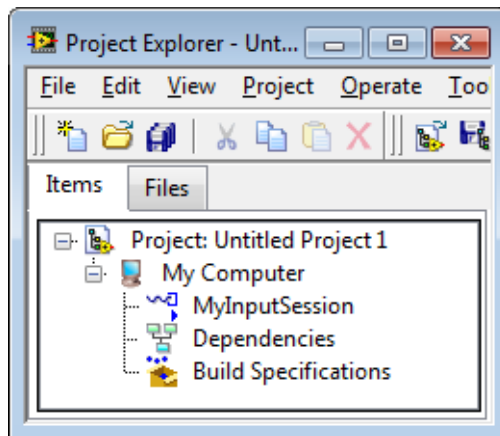 Project Explorer - Unt...
File Edit View Project Operate Too
Items Files
Project: Untitled Project 1
My Computer
MyInputSession
Dependencies
Build Specifications